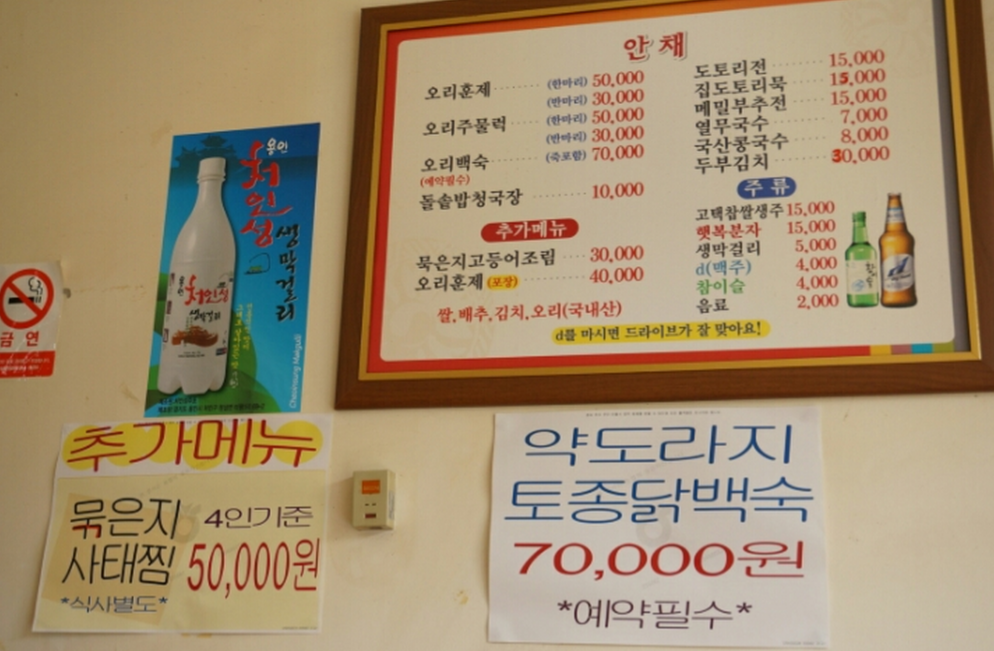 안채
오리훈제 (한마리) 50,000
(반마리) 30,000
오리주물럭 (한마리) 50,000
(반마리) 30,000
오리백숙 (죽포함) 70,000
(예약필수)
돌솥밥청국장 10,000
추가메뉴
묵은지고등어조림 30,000
오리훈제 (포장) 40,000
쌀,배추,김치,오리(국내산)
도토리전 15,000
집도토리묵 15,000
메밀부추전 15,000
열무국수 7,000
국산콩국수 8,000
두부김치 30,000
주류
고택찹쌀생주 15,000
햇복분자 15,000
생막걸리 5,000
d(맥주) 4,000
참이슬 4,000
음료 2,000
d를 마시면 드라이브가 잘 맞아요!
용인
처인성
생막걸리
처인성
생막걸리
금연
추가메뉴
묶은지 4인기준
사태찜 50,000원
*식사별도*
약도라지
토종닭백숙
70,000원
*예약필수*